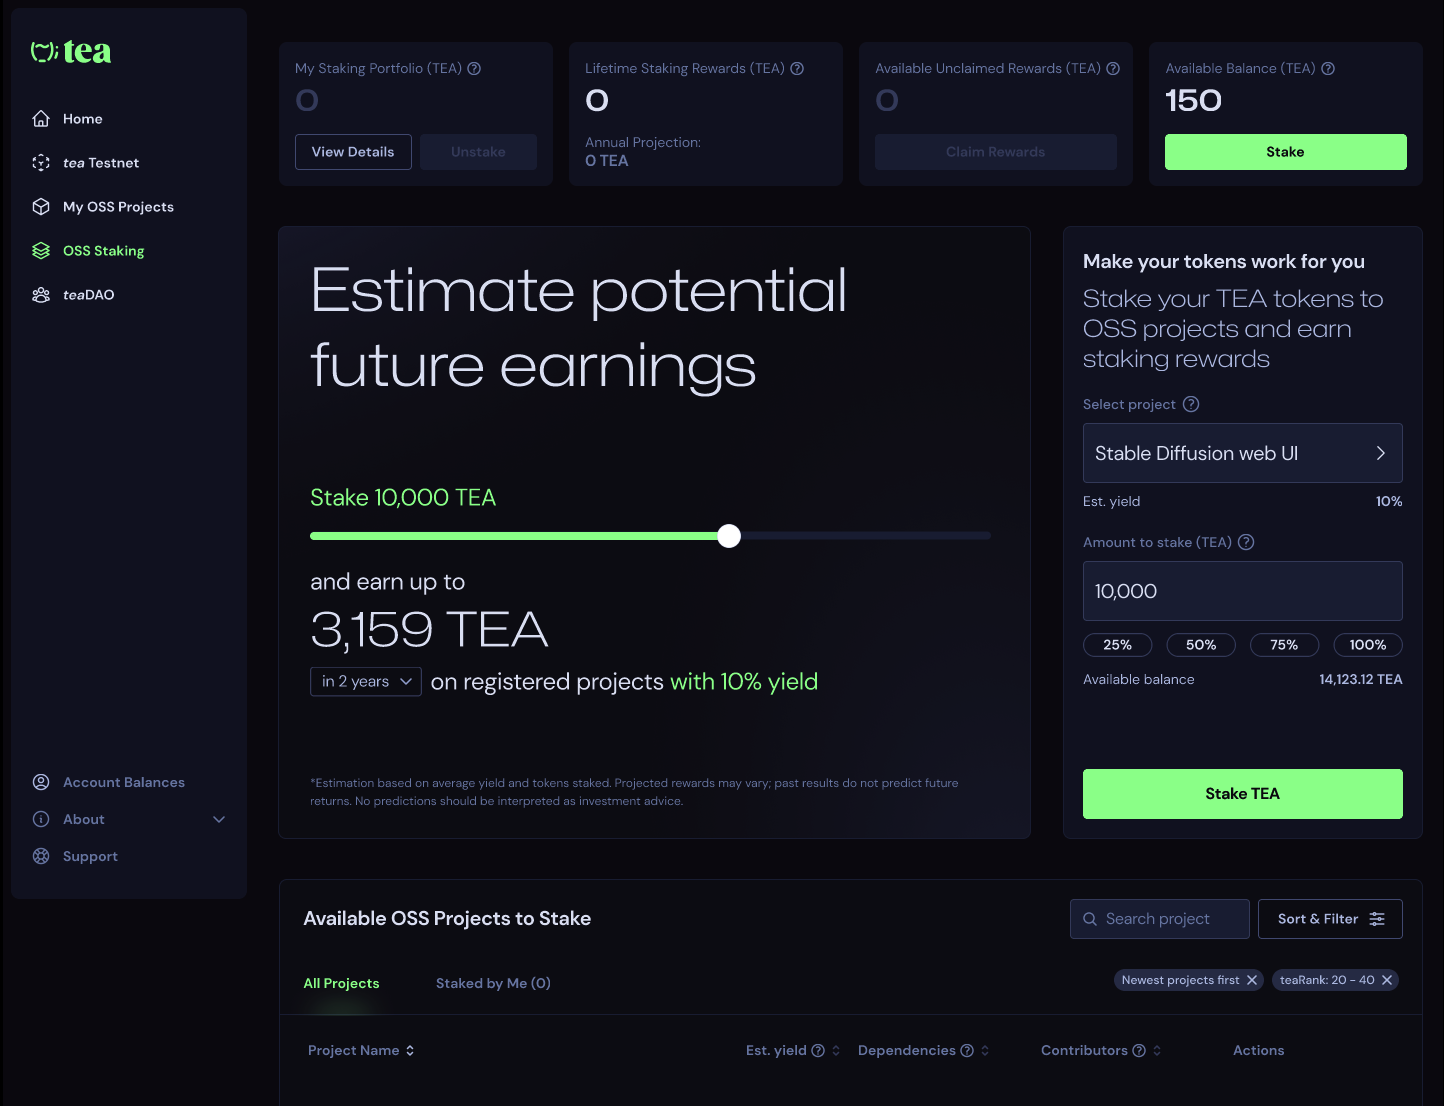 tea
Home
tea Testnet
My OSS Projects
OSS Staking
teaDAO
Account Balances
About
Support
My Staking Portfolio (TEA)
0
View Details
Unstake
Lifetime Staking Rewards (TEA)
0
Annual Projection:
0 TEA
Available Unclaimed Rewards (TEA)
0
Claim Rewards
Available Balance (TEA)
150
Stake
Estimate potential
future earnings
Stake 10,000 TEA
and earn up to
3,159 TEA
in 2 years on registered projects with 10% yield
*Estimation based on average yield and tokens staked. Projected rewards may vary; past results do not predict future
returns. No predictions should be interpreted as investment advice.
Make your tokens work for you
Stake your TEA tokens to
OSS projects and earn
staking rewards
Select project
Stable Diffusion web UI
Est. yield 10%
Amount to stake (TEA)
10,000
25% 50% 75% 100%
Available balance 14,123.12 TEA
Stake TEA
Available OSS Projects to Stake
Search project
Sort & Filter
All Projects Staked by Me (0)
Newest projects first teaRank: 20 - 40
Project Name Est. yield Dependencies Contributors Actions